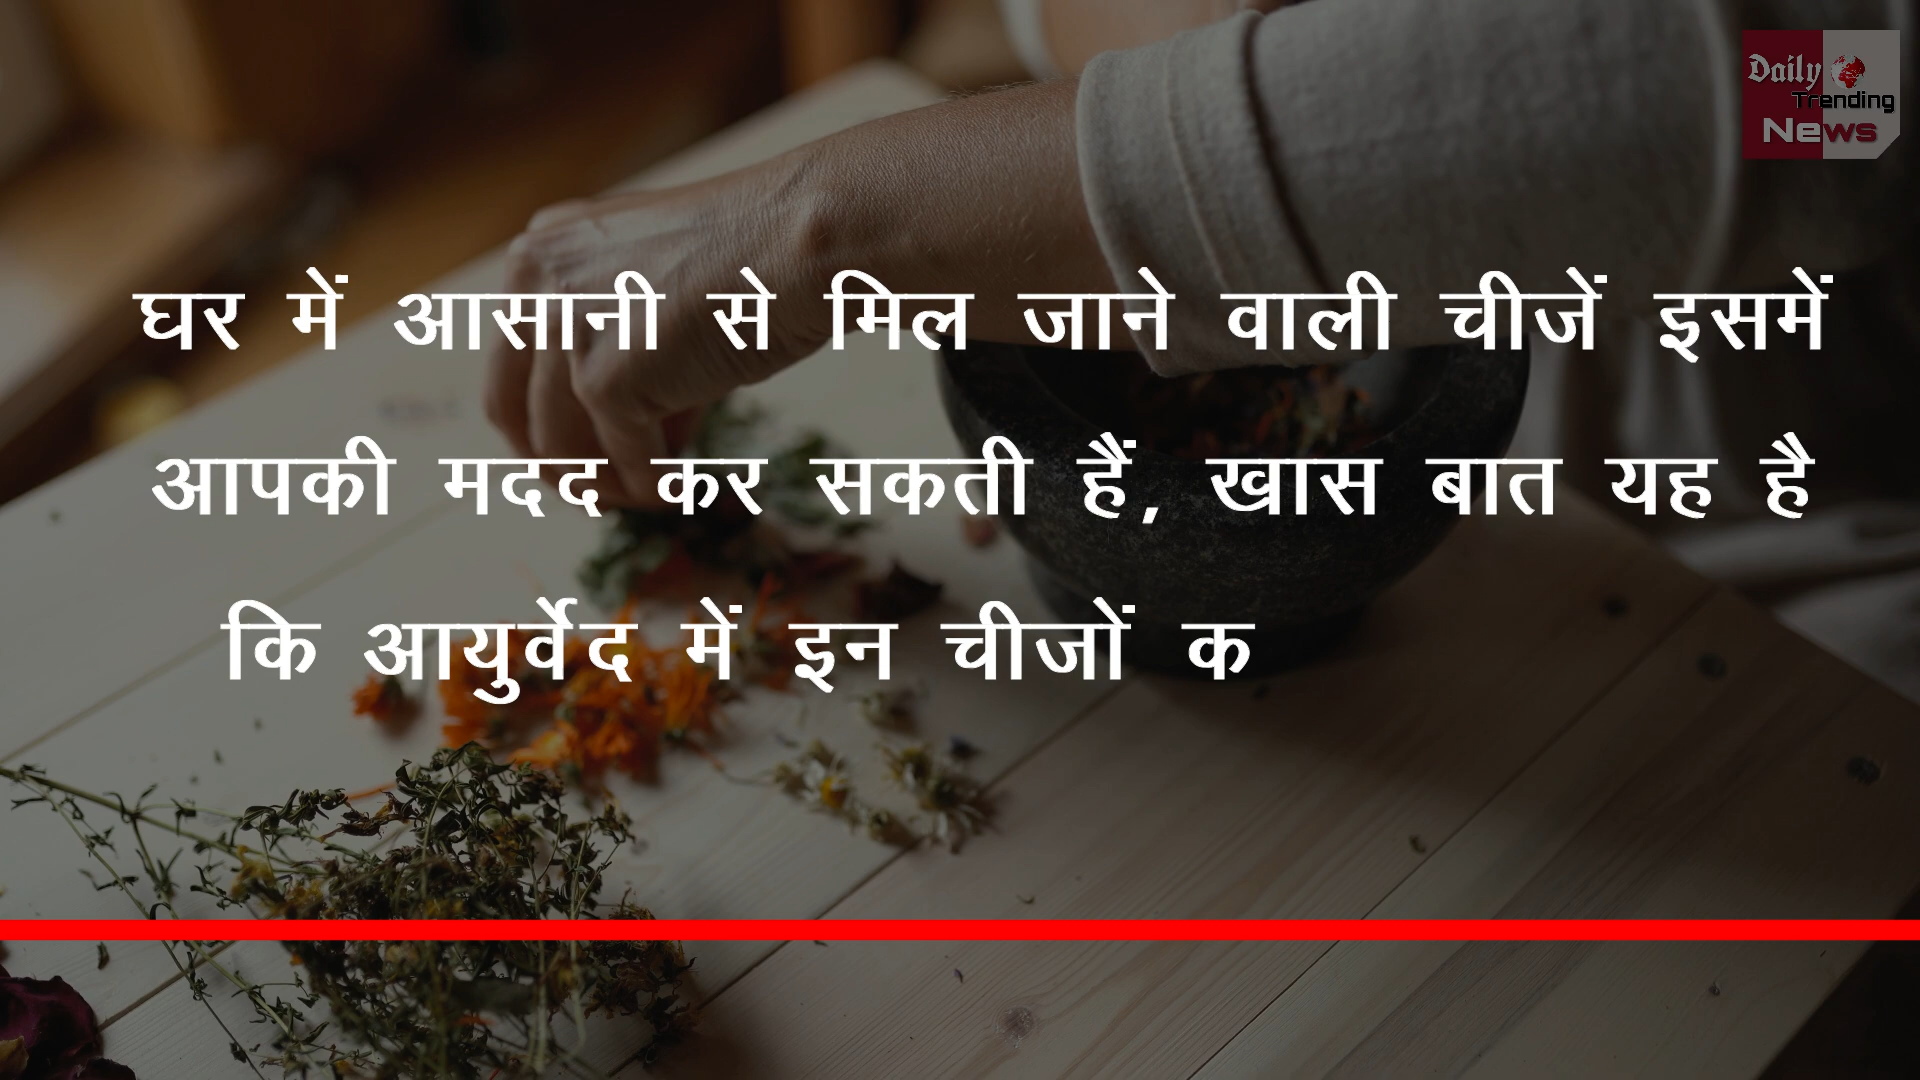 Daily
Trending
News
घर में आसानी से मिल जाने वाली चीजें इसमें
आपकी मदद कर सकती हैं, खास बात यह है
कि आयुर्वेद में इन चीजों क